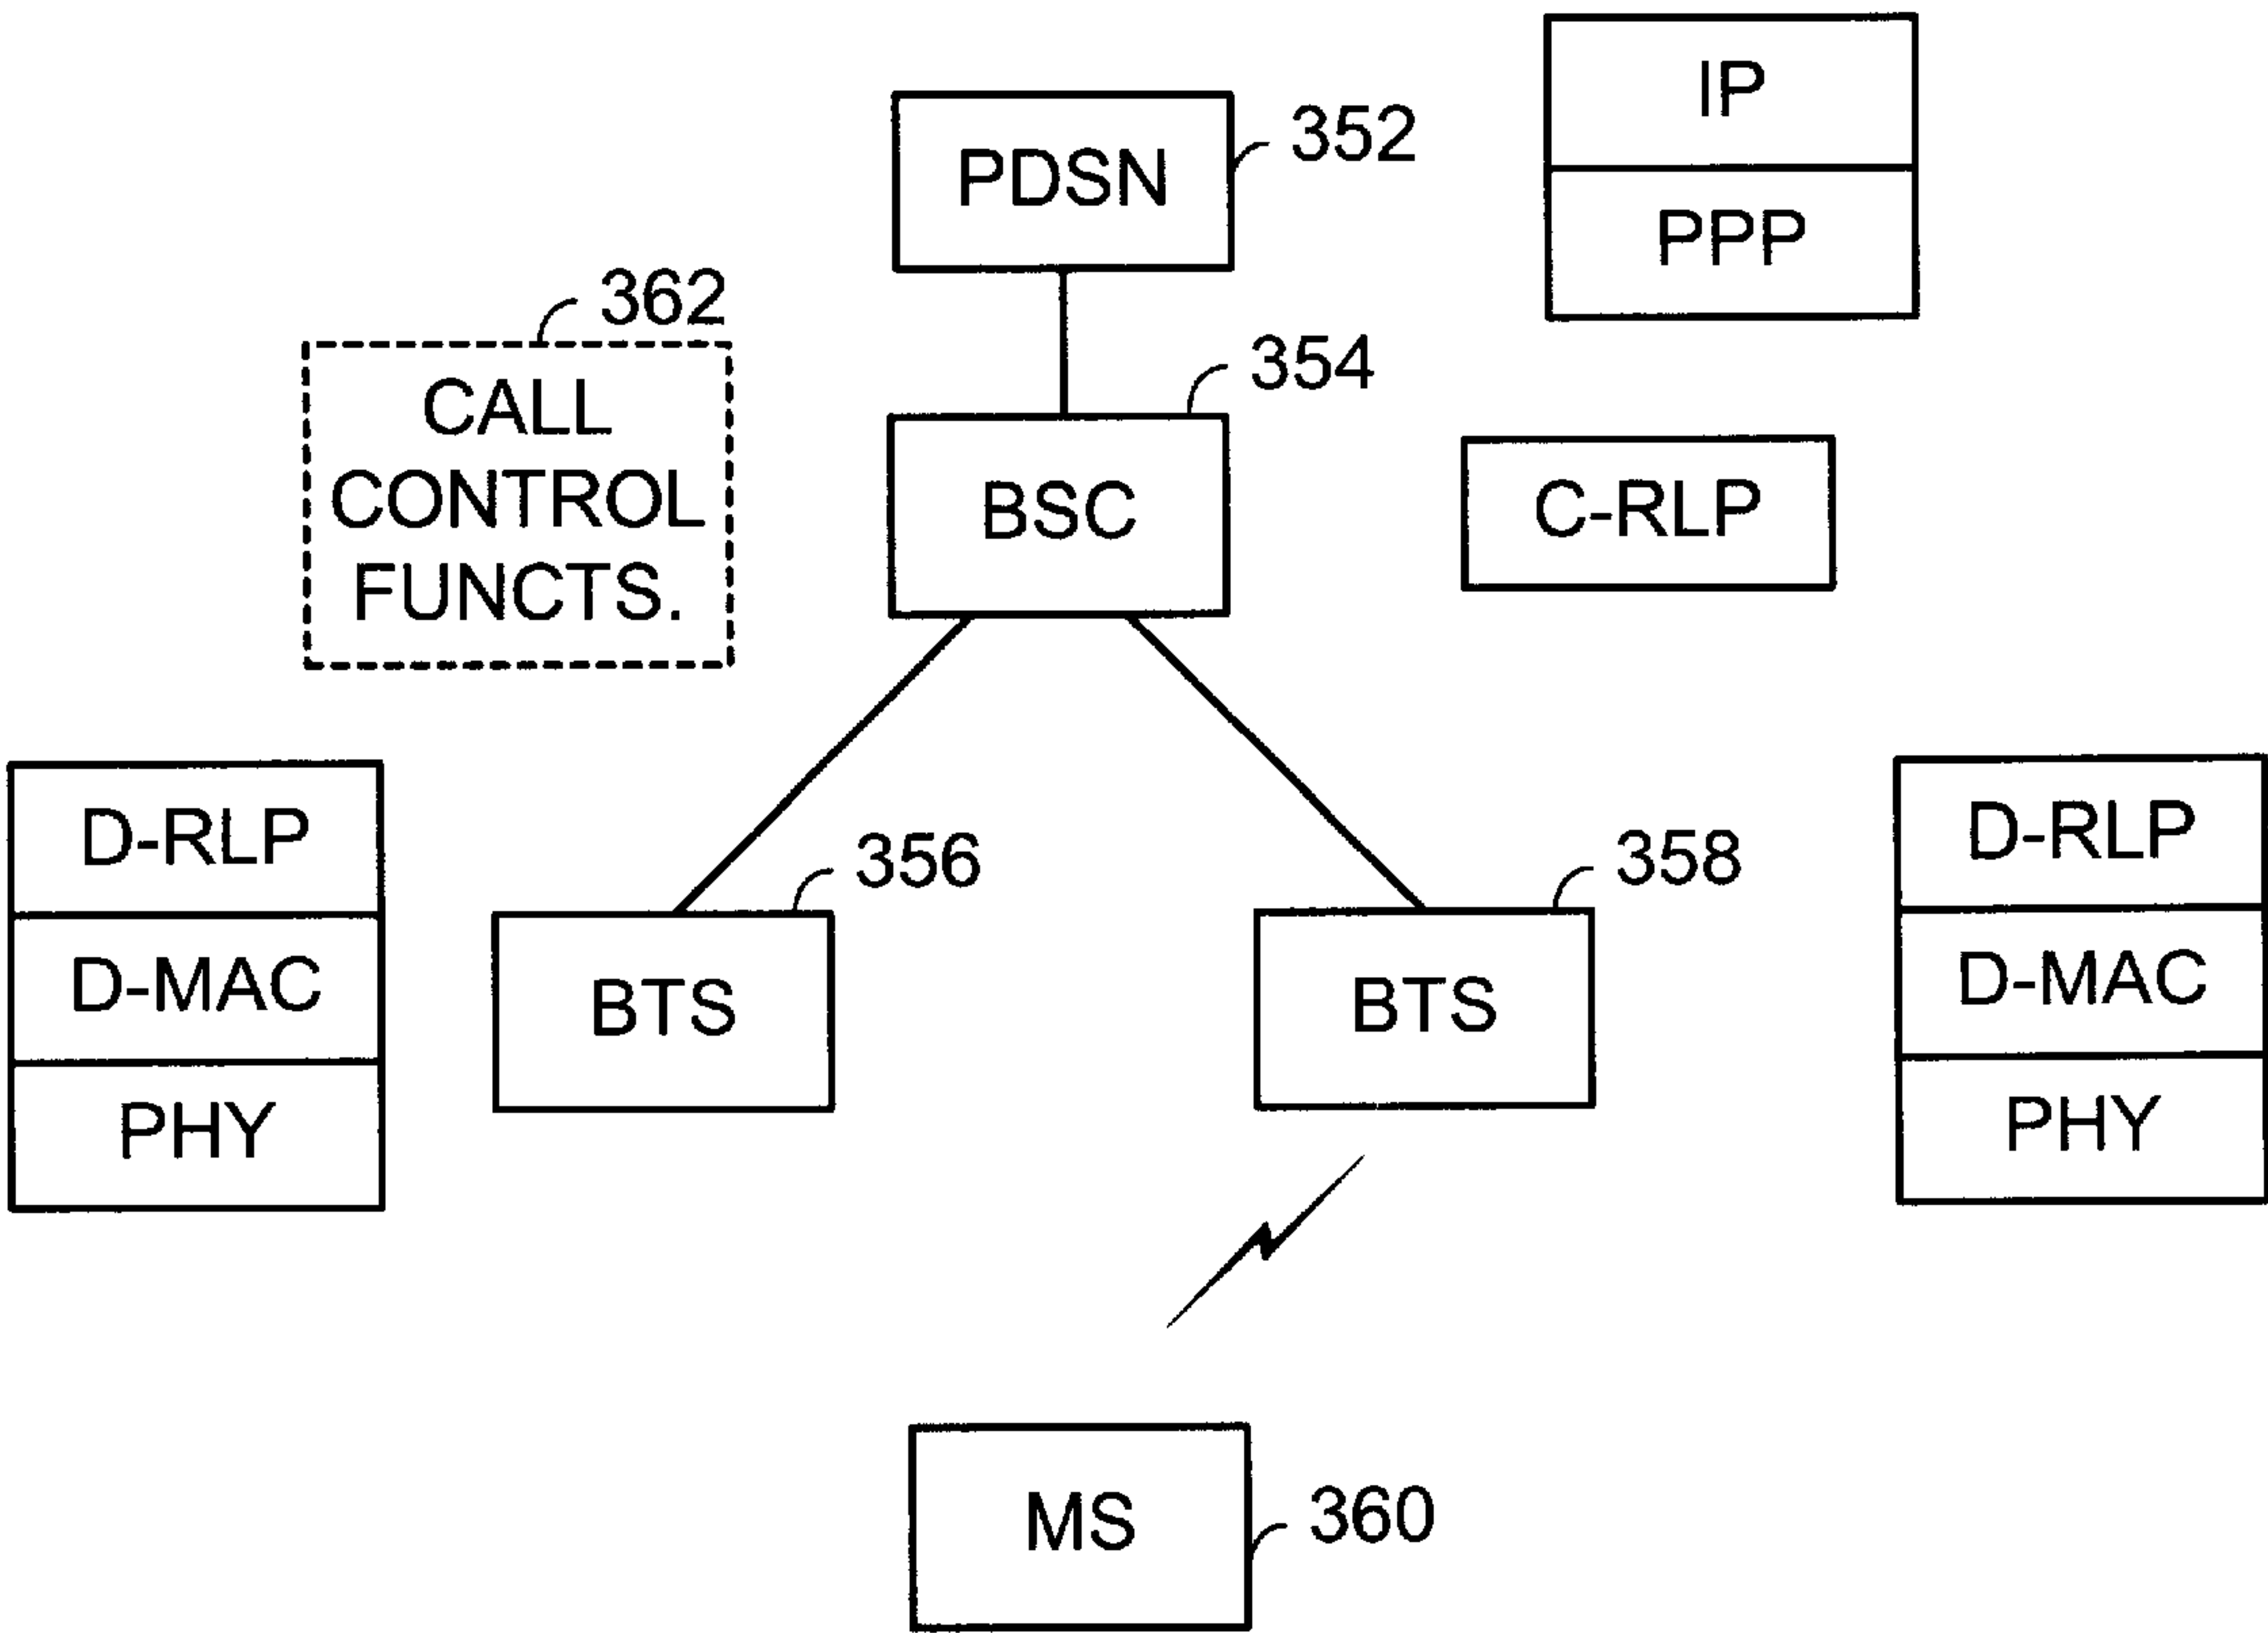 IP
PDSN
352
PPP
362
CALL
CONTROL
FUNCTS.
354
BSC
C-RLP
D-RLP
D-MAC
PHY
356
BTS
358
BTS
D-RLP
D-MAC
PHY
MS
360